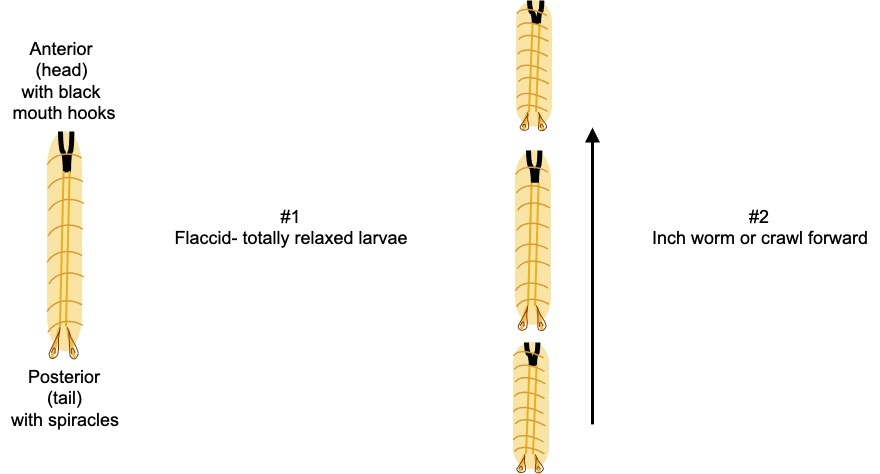 Anterior
(head)
with black
mouth hooks
Posterior
(tail)
with spiracles
#1
Flaccid- totally relaxed larvae
#2
Inch worm or crawl forward